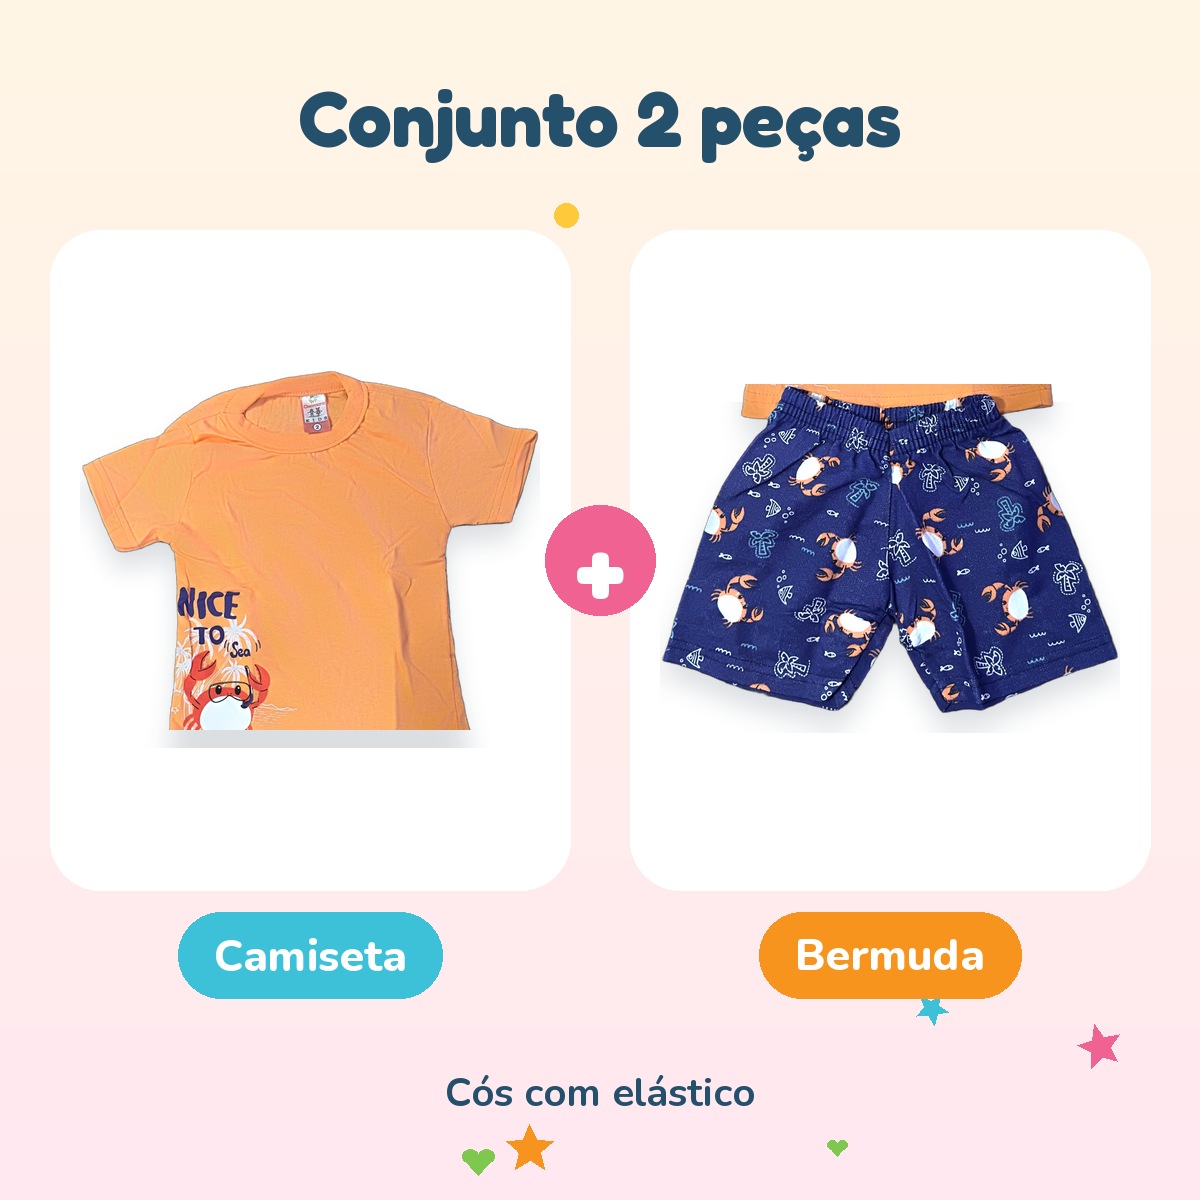 Conjunto 2 peças
NICE
TO
Sea
+
Camiseta
Bermuda
Cós com elástico